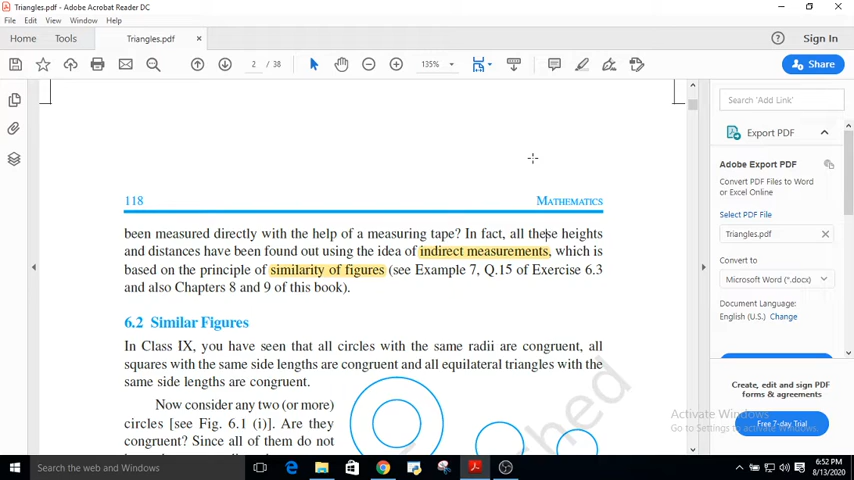 Triangles.pdf - Adobe Acrobat Reader DC
File Edit View Window Help
Home Tools Triangles.pdf × Sign In
2 / 38 135% Share
Search 'Add Link'
Export PDF
Adobe Export PDF
Convert PDF Files to Word
or Excel Online
Select PDF File
Triangles.pdf
Convert to
Microsoft Word (*.docx)
Document Language:
English (U.S.) Change
Create, edit and sign PDF
forms & agreements
Free 7-day Trial
118 MATHEMATICS
been measured directly with the help of a measuring tape? In fact, all these heights
and distances have been found out using the idea of indirect measurements, which is
based on the principle of similarity of figures (see Example 7, Q.15 of Exercise 6.3
and also Chapters 8 and 9 of this book).
6.2 Similar Figures
In Class IX, you have seen that all circles with the same radii are congruent, all
squares with the same side lengths are congruent and all equilateral triangles with the
same side lengths are congruent.
Now consider any two (or more)
circles [see Fig. 6.1 (i)]. Are they
congruent? Since all of them do not
Activate Windows
Go to Settings to activate Windows.
Search the web and Windows
6:52 PM
8/13/2020